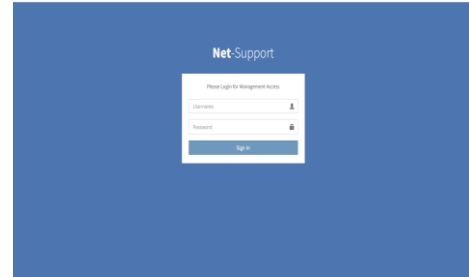 Net-Support
Please Login for Management Access
Username
Password
Sign In